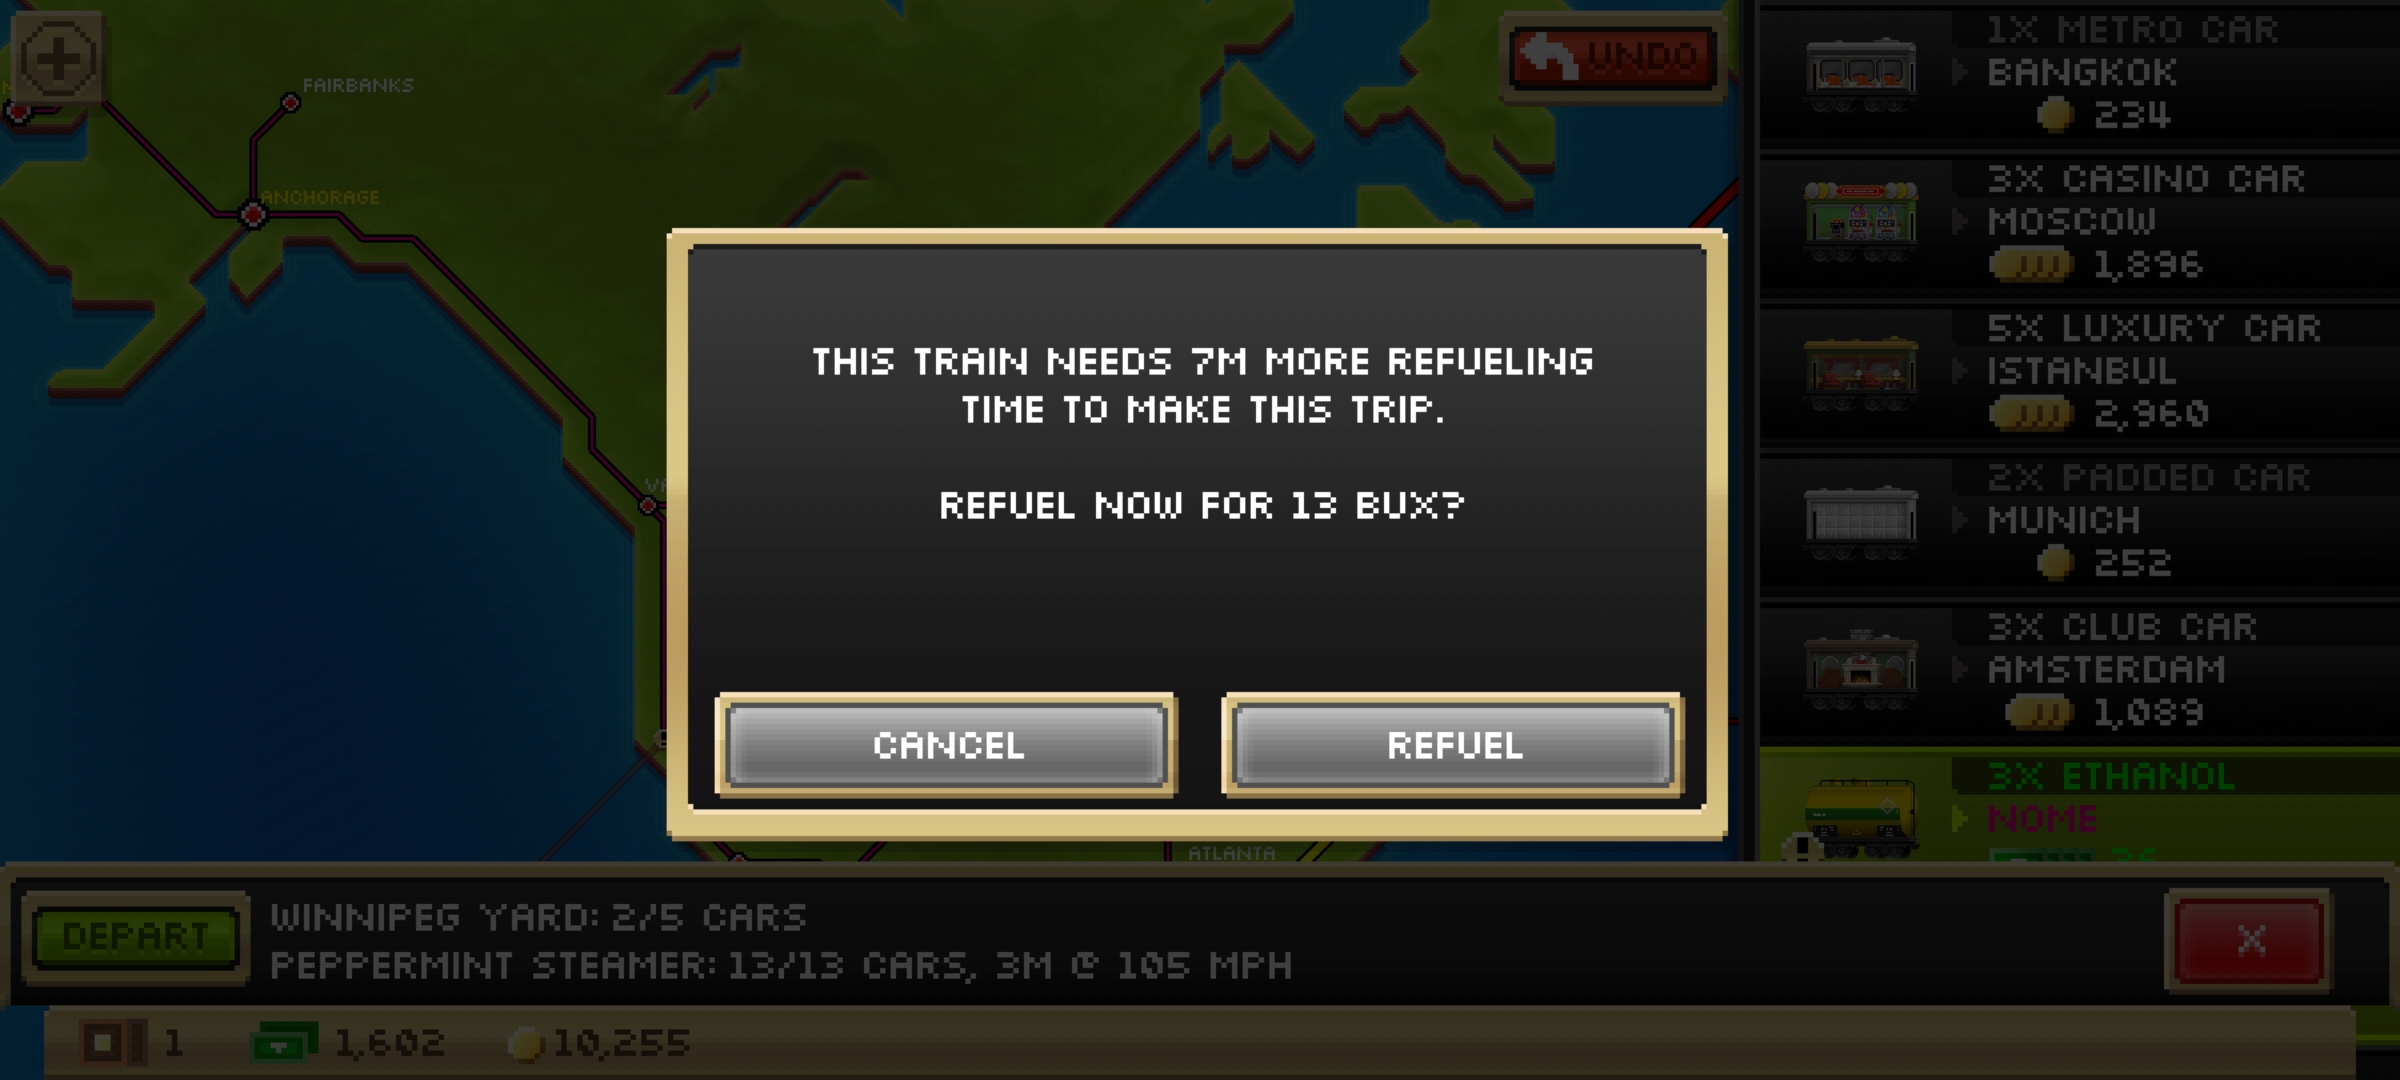 FAIRBANKS
ANCHORAGE
UNDO
1X METRO CAR
BANGKOK
234
3X CASINO CAR
MOSCOW
1,896
5X LUXURY CAR
ISTANBUL
2,960
2X PADDED CAR
MUNICH
252
3X CLUB CAR
AMSTERDAM
1,089
3X ETHANOL
NOME
THIS TRAIN NEEDS 7M MORE REFUELING
TIME TO MAKE THIS TRIP.
REFUEL NOW FOR 13 BUX?
CANCEL
REFUEL
ATLANTA
DEPART
WINNIPEG YARD: 2/5 CARS
PEPPERMINT STEAMER: 13/13 CARS, 3M @ 105 MPH
X
1
1,602
10,255